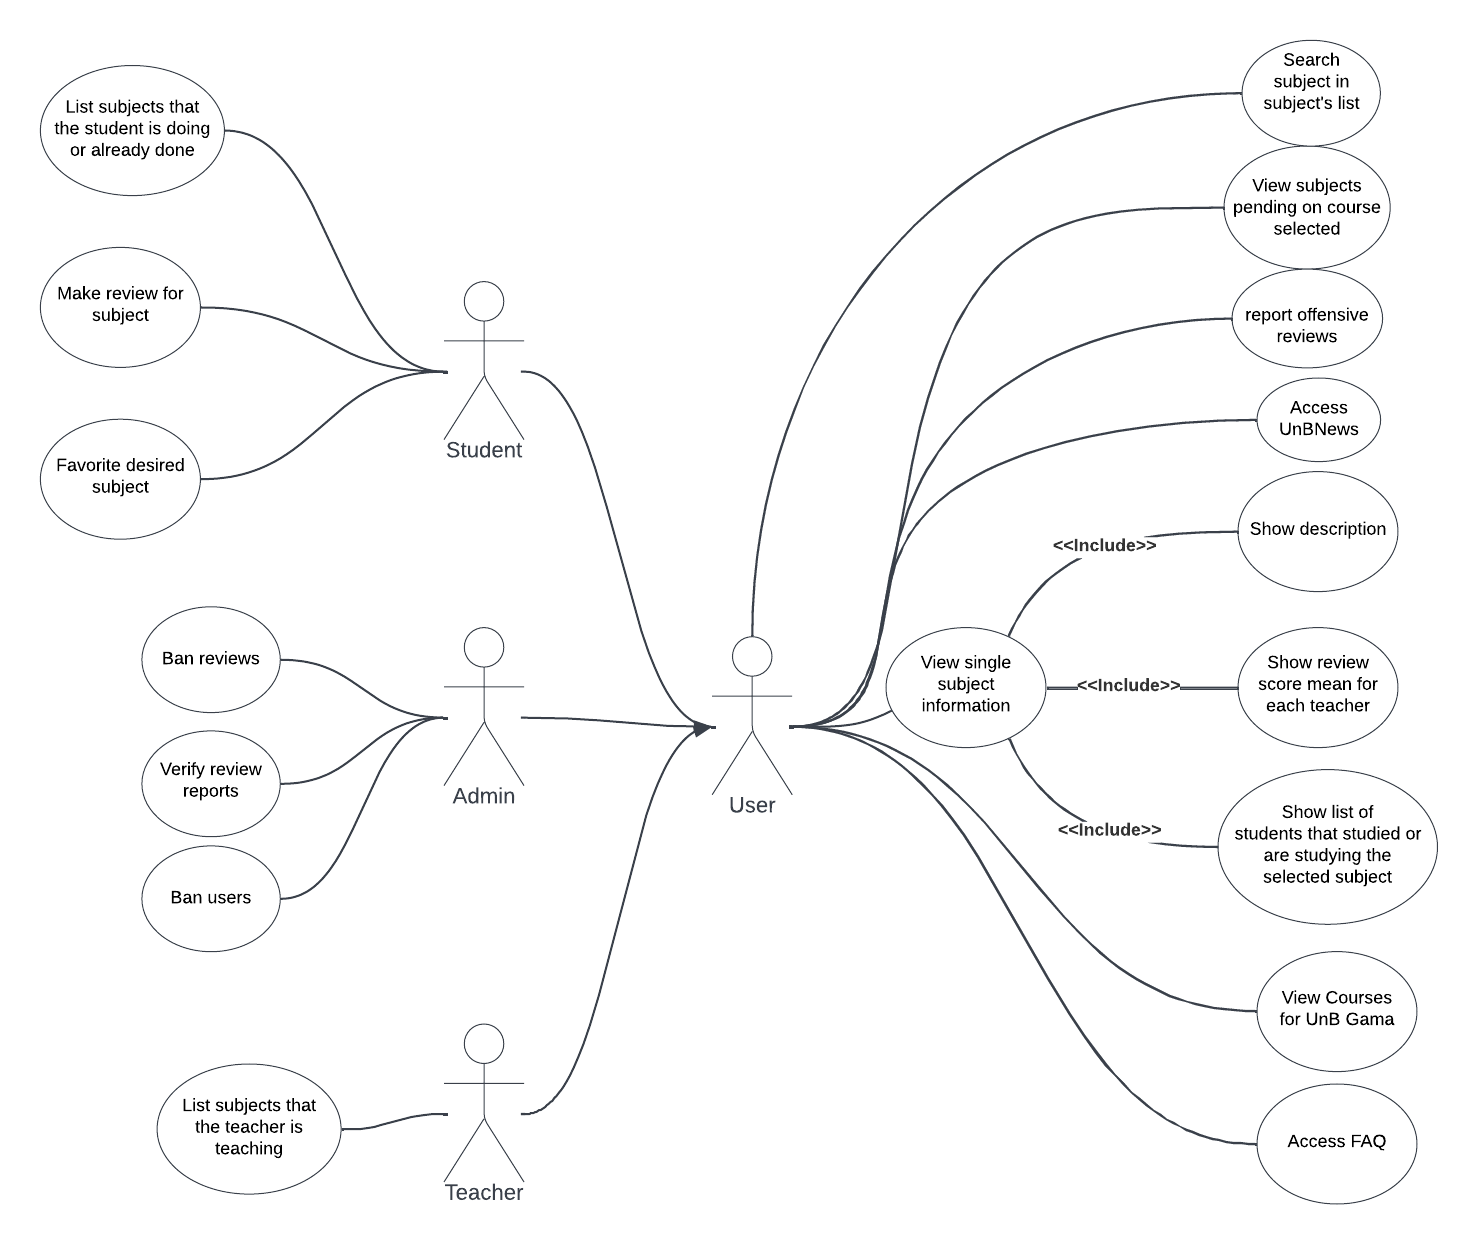 Search
subject in
subject's list
List subjects that
the student is doing
or already done
View subjects
pending on course
selected
Make review for
subject
report offensive
reviews
Access
UnBNews
Student
Favorite desired
subject
Show description
<<Include>>
Ban reviews
View single
subject
information
<<Include>>
Show review
score mean for
each teacher
Verify review
reports
Admin
User
Show list of
students that studied or
are studying the
selected subject
<<Include>>
Ban users
View Courses
for UnB Gama
List subjects that
the teacher is
teaching
Access FAQ
Teacher